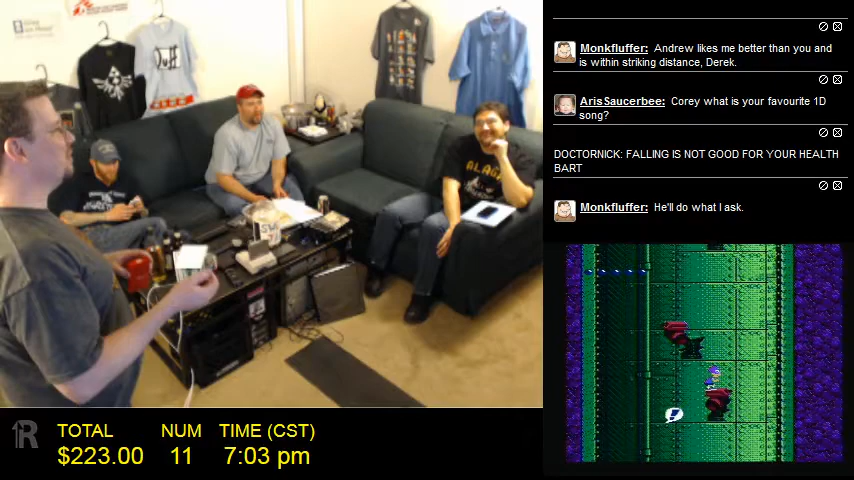 Duff
ALAGA
Monkfluffer: Andrew likes me better than you and
is within striking distance, Derek.
ArisSaucerbee: Corey what is your favourite 1D
song?
DOCTORNICK: FALLING IS NOT GOOD FOR YOUR HEALTH
BART
Monkfluffer: He'll do what I ask.
!
TOTAL NUM TIME (CST)
$223.00 11 7:03 pm